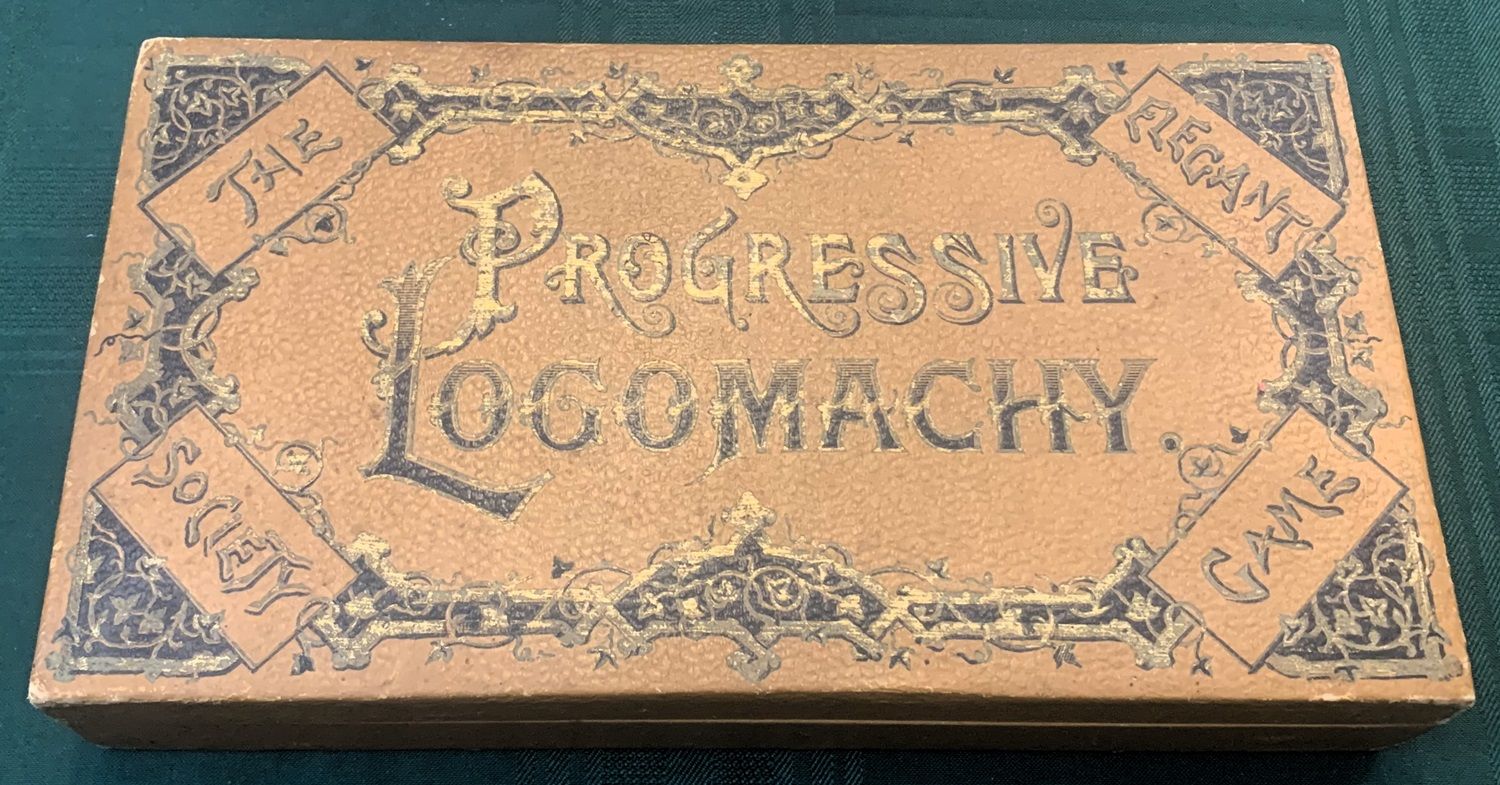 THE
ELEGANT
PROGRESSIVE
LOGOMACHY.
SOCIETY
GAME